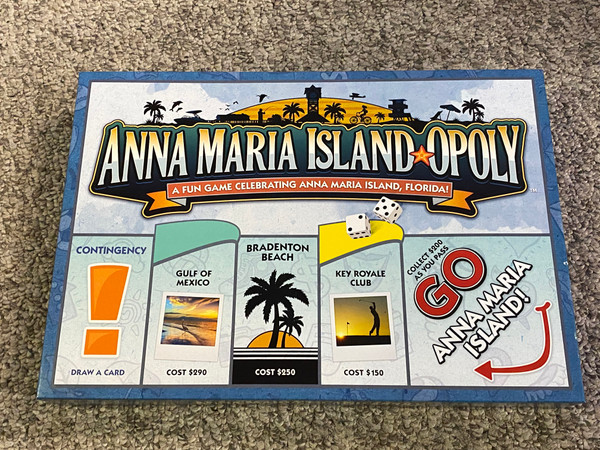 ANNA MARIA ISLAND OPOLY
A FUN GAME CELEBRATING ANNA MARIA ISLAND, FLORIDA!
CONTINGENCY
!
DRAW A CARD
GULF OF
MEXICO
COST $290
BRADENTON
BEACH
COST $250
KEY ROYALE
CLUB
COST $150
COLLECT $200
AS YOU PASS
GO
ANNA MARIA
ISLAND!